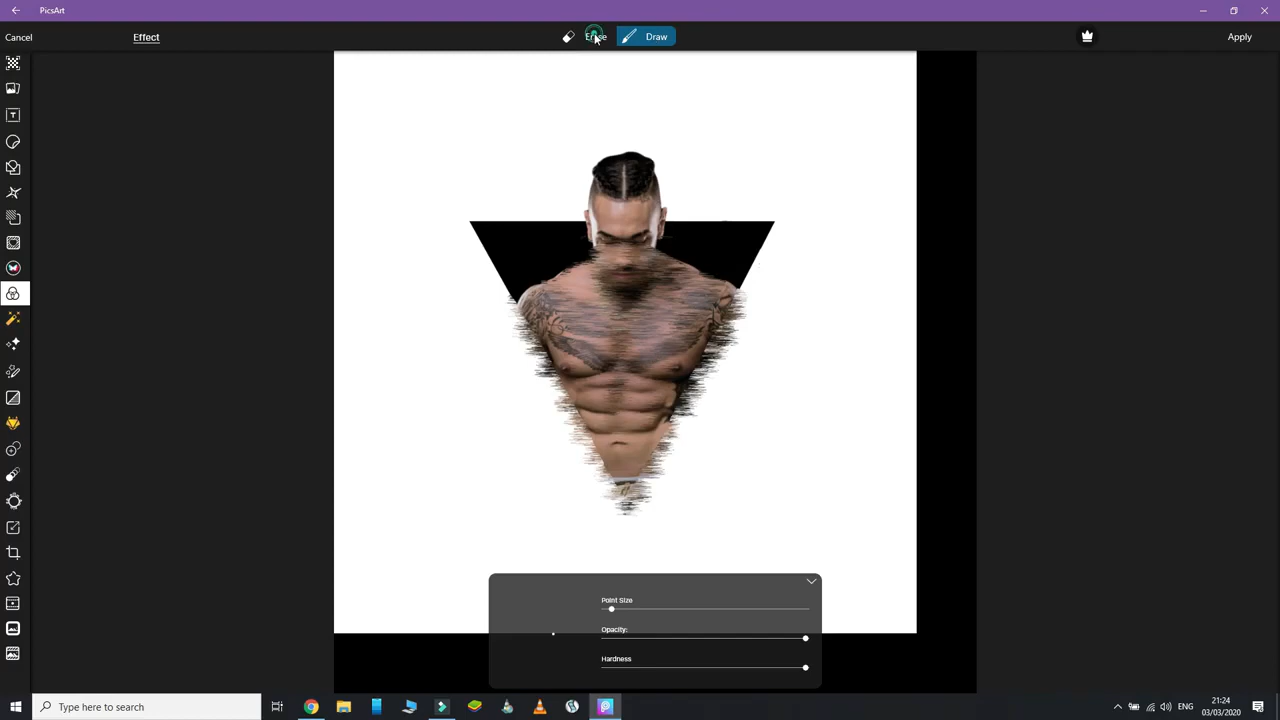 PicsArt
Cancel
Effect
Erase
Draw
Apply
Point Size
Opacity:
Hardness
Type here to search
ENG
21:24
03/03/2020